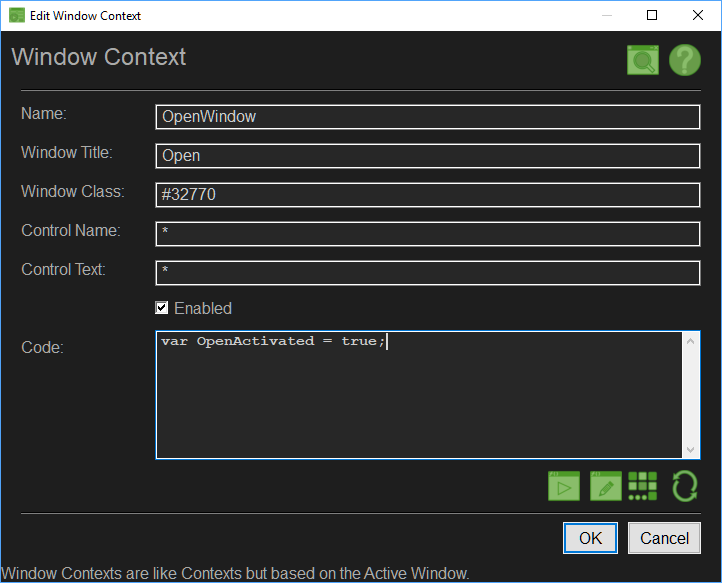 Edit Window Context
Window Context
?
Name: OpenWindow
Window Title: Open
Window Class: #32770
Control Name: *
Control Text: *
Enabled
Code: var OpenActivated = true;
OK Cancel
Window Contexts are like Contexts but based on the Active Window.